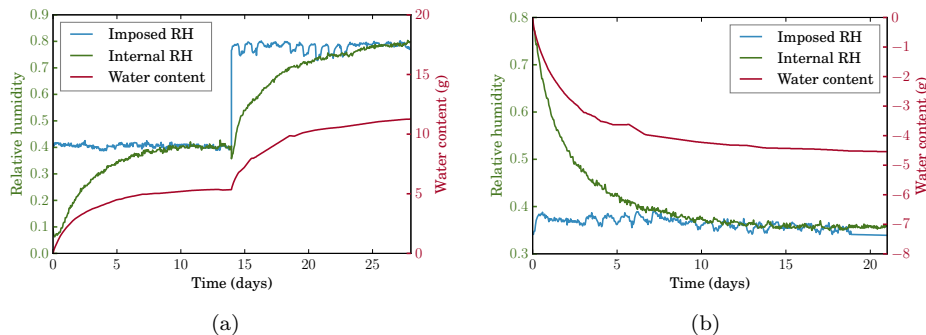 0.9
0.8
0.7
0.6
0.5
0.4
0.3
0.2
0.1
0.0
Relative humidity
Imposed RH
Internal RH
Water content
20
15
10
5
0
Water content (g)
0 5 10 15 20 25
Time (days)
(a)
0.8
0.7
0.6
0.5
0.4
0.3
Relative humidity
Imposed RH
Internal RH
Water content
0
−1
−2
−3
−4
−5
−6
−7
−8
Water content (g)
0 5 10 15 20
Time (days)
(b)